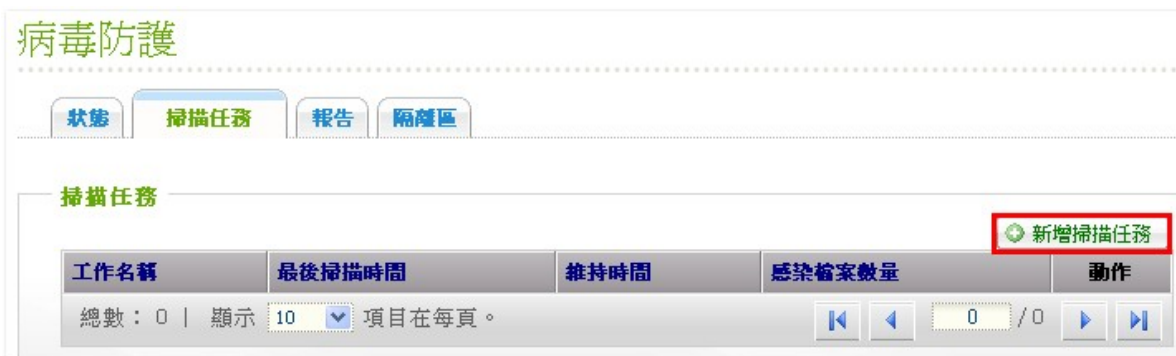 病毒防護
狀態 掃描任務 報告 隔離區
掃描任務
新增掃描任務
工作名稱 最後掃描時間 維持時間 感染檔案數量 動作
總數：0 | 顯示 10 項目在每頁。 0 /0